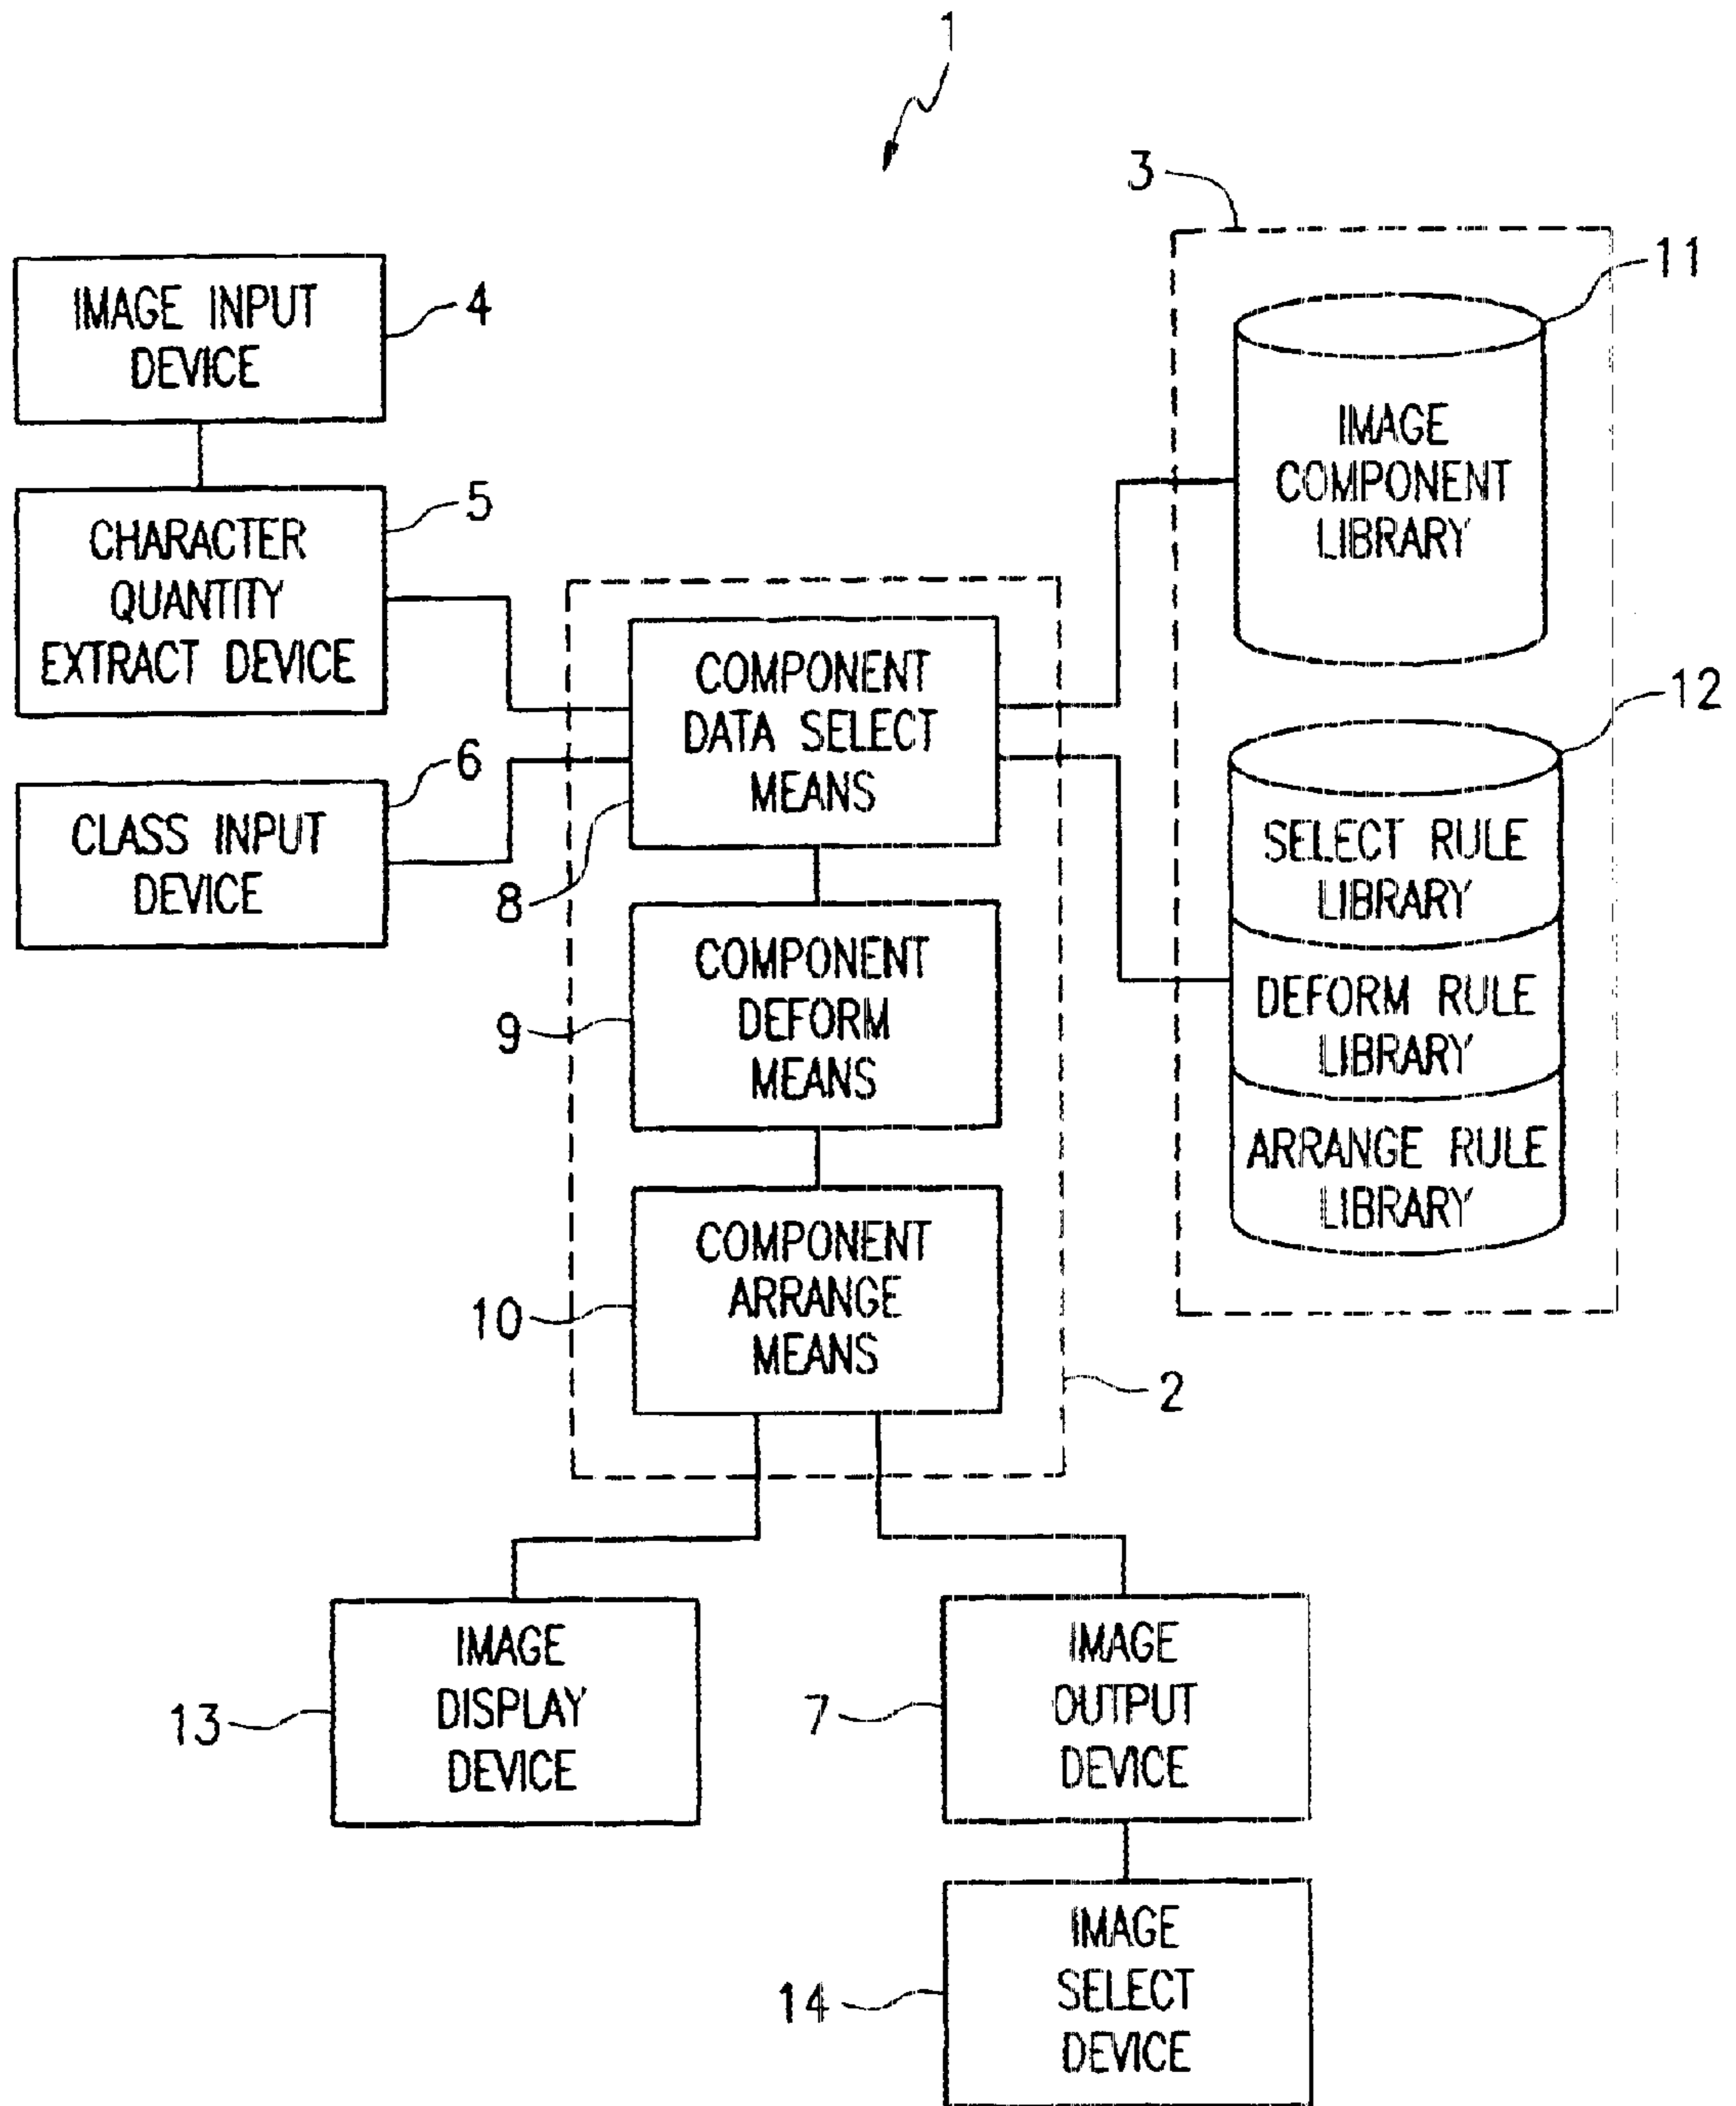 1
3
11
IMAGE INPUT
DEVICE
4
IMAGE
COMPONENT
LIBRARY
5
CHARACTER
QUANTITY
EXTRACT DEVICE
COMPONENT
DATA SELECT
MEANS
8
12
6
CLASS INPUT
DEVICE
SELECT RULE
LIBRARY
DEFORM RULE
LIBRARY
ARRANGE RULE
LIBRARY
COMPONENT
DEFORM
MEANS
9
COMPONENT
ARRANGE
MEANS
10
2
IMAGE
DISPLAY
DEVICE
13
IMAGE
OUTPUT
DEVICE
7
IMAGE
SELECT
DEVICE
14